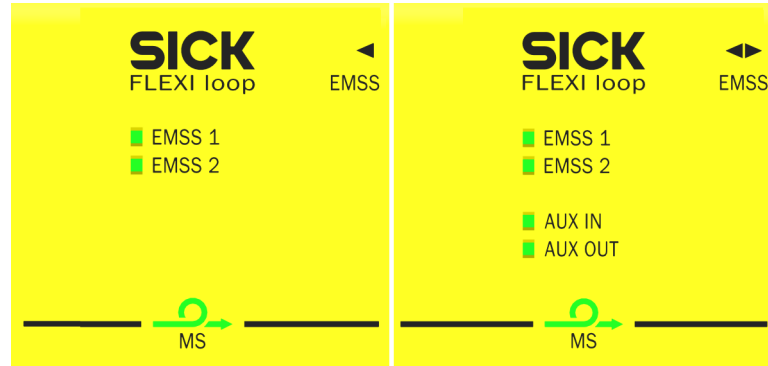 SICK
FLEXI loop
EMSS
EMSS 1
EMSS 2
MS
SICK
FLEXI loop
EMSS
EMSS 1
EMSS 2
AUX IN
AUX OUT
MS